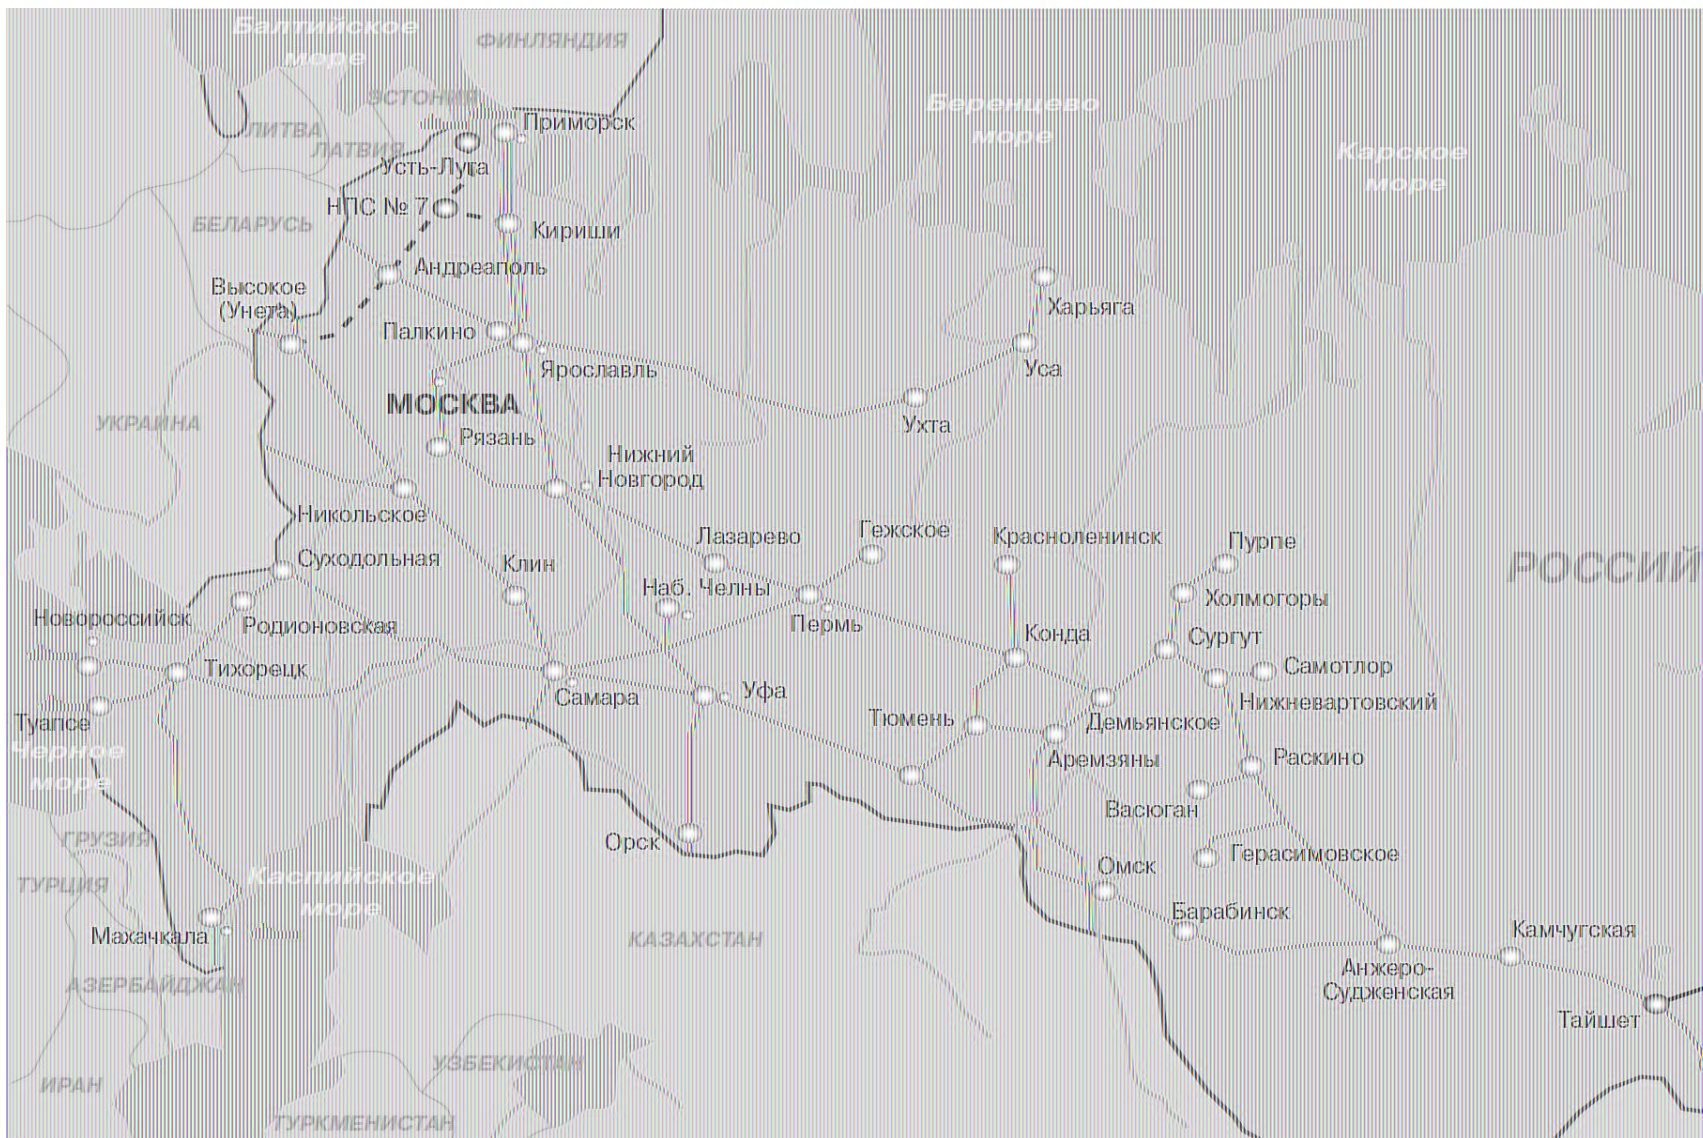 Балтийское
море
ФИНЛЯНДИЯ
ЭСТОНИЯ
ЛИТВА
ЛАТВИЯ
Приморск
Усть-Луга
НПС № 7
БЕЛАРУСЬ
Кириши
Баренцево
море
Карское
море
Андреаполь
Высокое
(Унеча)
Палкино
Ярославль
Харьяга
Уса
Ухта
МОСКВА
УКРАИНА
Рязань
Нижний
Новгород
Никольское
Лазарево
Гежское
Красноленинск
Пурпе
РОССИЙ
Суходольная
Клин
Наб. Челны
Холмогоры
Новороссийск
Родионовская
Пермь
Конда
Сургут
Тихорецк
Самара
Уфа
Самотлор
Нижневартовский
Туапсе
Тюмень
Демьянское
Черное
море
Аремзяны
Раскино
Васюган
ГРУЗИЯ
Орск
Герасимовское
Омск
ТУРЦИЯ
Каспийское
море
Барабинск
Махачкала
КАЗАХСТАН
Камчугская
Анжеро-
Судженская
АЗЕРБАЙДЖАН
Тайшет
УЗБЕКИСТАН
ИРАН
ТУРКМЕНИСТАН